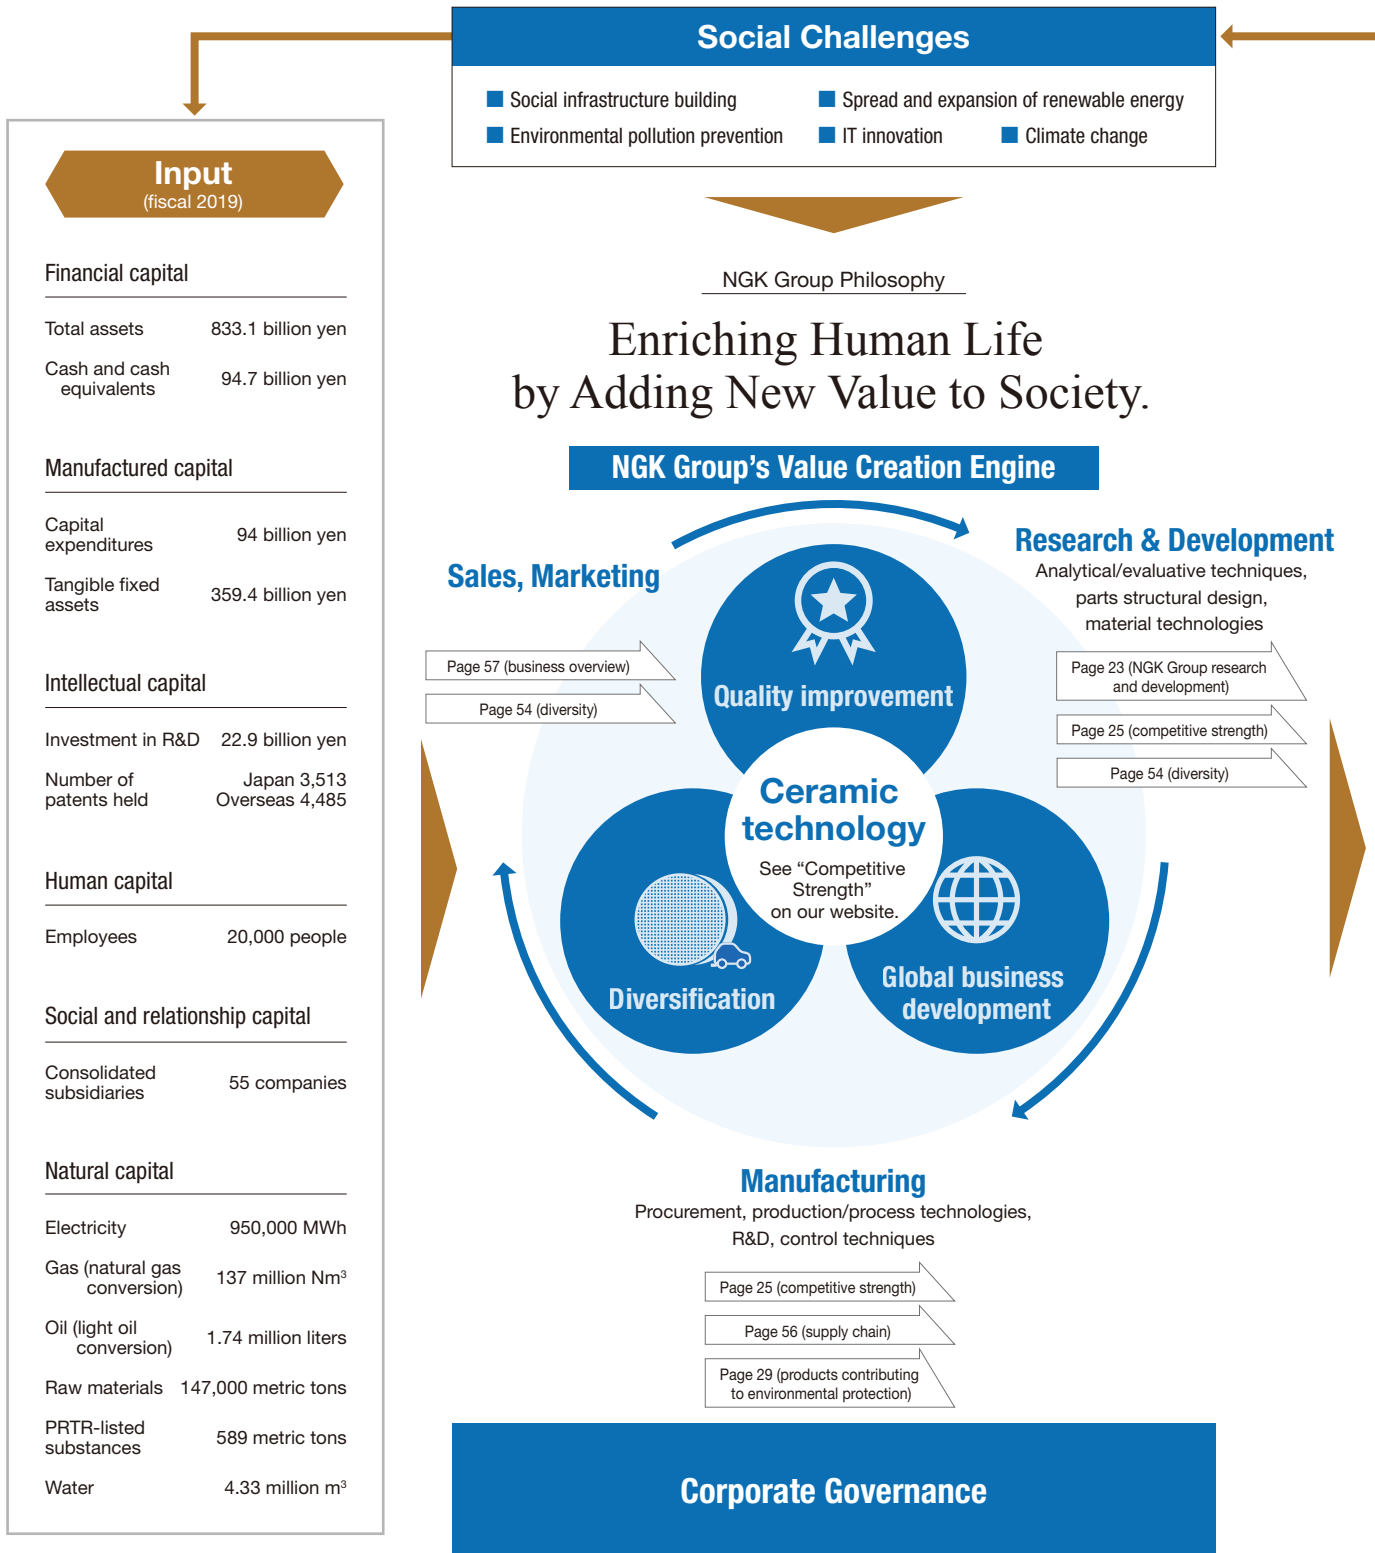 Social Challenges
■ Social infrastructure building
■ Spread and expansion of renewable energy
■ Environmental pollution prevention
■ IT innovation
■ Climate change
Input
(fiscal 2019)
Financial capital
Total assets 833.1 billion yen
Cash and cash
equivalents
94.7 billion yen
Manufactured capital
Capital
expenditures
94 billion yen
Tangible fixed
assets
359.4 billion yen
Intellectual capital
Investment in R&D 22.9 billion yen
Number of
patents held
Japan 3,513
Overseas 4,485
Human capital
Employees 20,000 people
Social and relationship capital
Consolidated
subsidiaries
55 companies
Natural capital
Electricity 950,000 MWh
Gas (natural gas
conversion)
137 million Nm³
Oil (light oil
conversion)
1.74 million liters
Raw materials 147,000 metric tons
PRTR-listed
substances
589 metric tons
Water 4.33 million m³
NGK Group Philosophy
Enriching Human Life
by Adding New Value to Society.
NGK Group's Value Creation Engine
Sales, Marketing
Page 57 (business overview)
Page 54 (diversity)
Research & Development
Analytical/evaluative techniques,
parts structural design,
material technologies
Page 23 (NGK Group research
and development)
Page 25 (competitive strength)
Page 54 (diversity)
Quality improvement
Ceramic
technology
See “Competitive
Strength”
on our website.
Diversification
Global business
development
Manufacturing
Procurement, production/process technologies,
R&D, control techniques
Page 25 (competitive strength)
Page 56 (supply chain)
Page 29 (products contributing
to environmental protection)
Corporate Governance